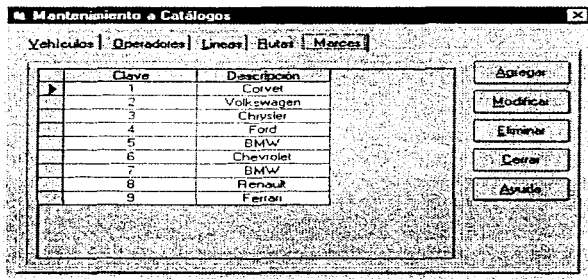 Mantenimiento a Catálogos
Vehículos Operadores Lineas Rutas Marcas
Clave Descripción
1 Corvet
2 Volkswagen
3 Chrysler
4 Ford
5 BMW
6 Chevrolet
7 BMW
8 Renault
9 Ferrari
Agregar
Modificar
Eliminar
Cerrar
Ayuda